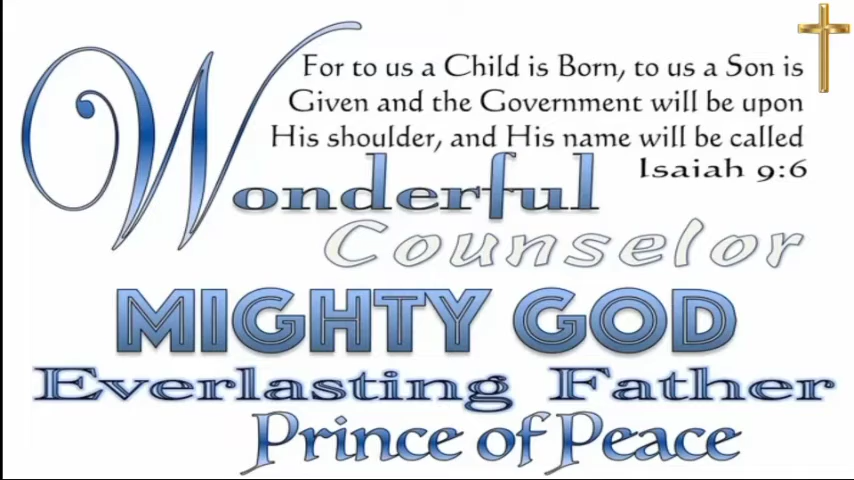 For to us a Child is Born, to us a Son is
Given and the Government will be upon
His shoulder, and His name will be called
Isaiah 9:6
Wonderful
Counselor
MIGHTY GOD
Everlasting Father
Prince of Peace